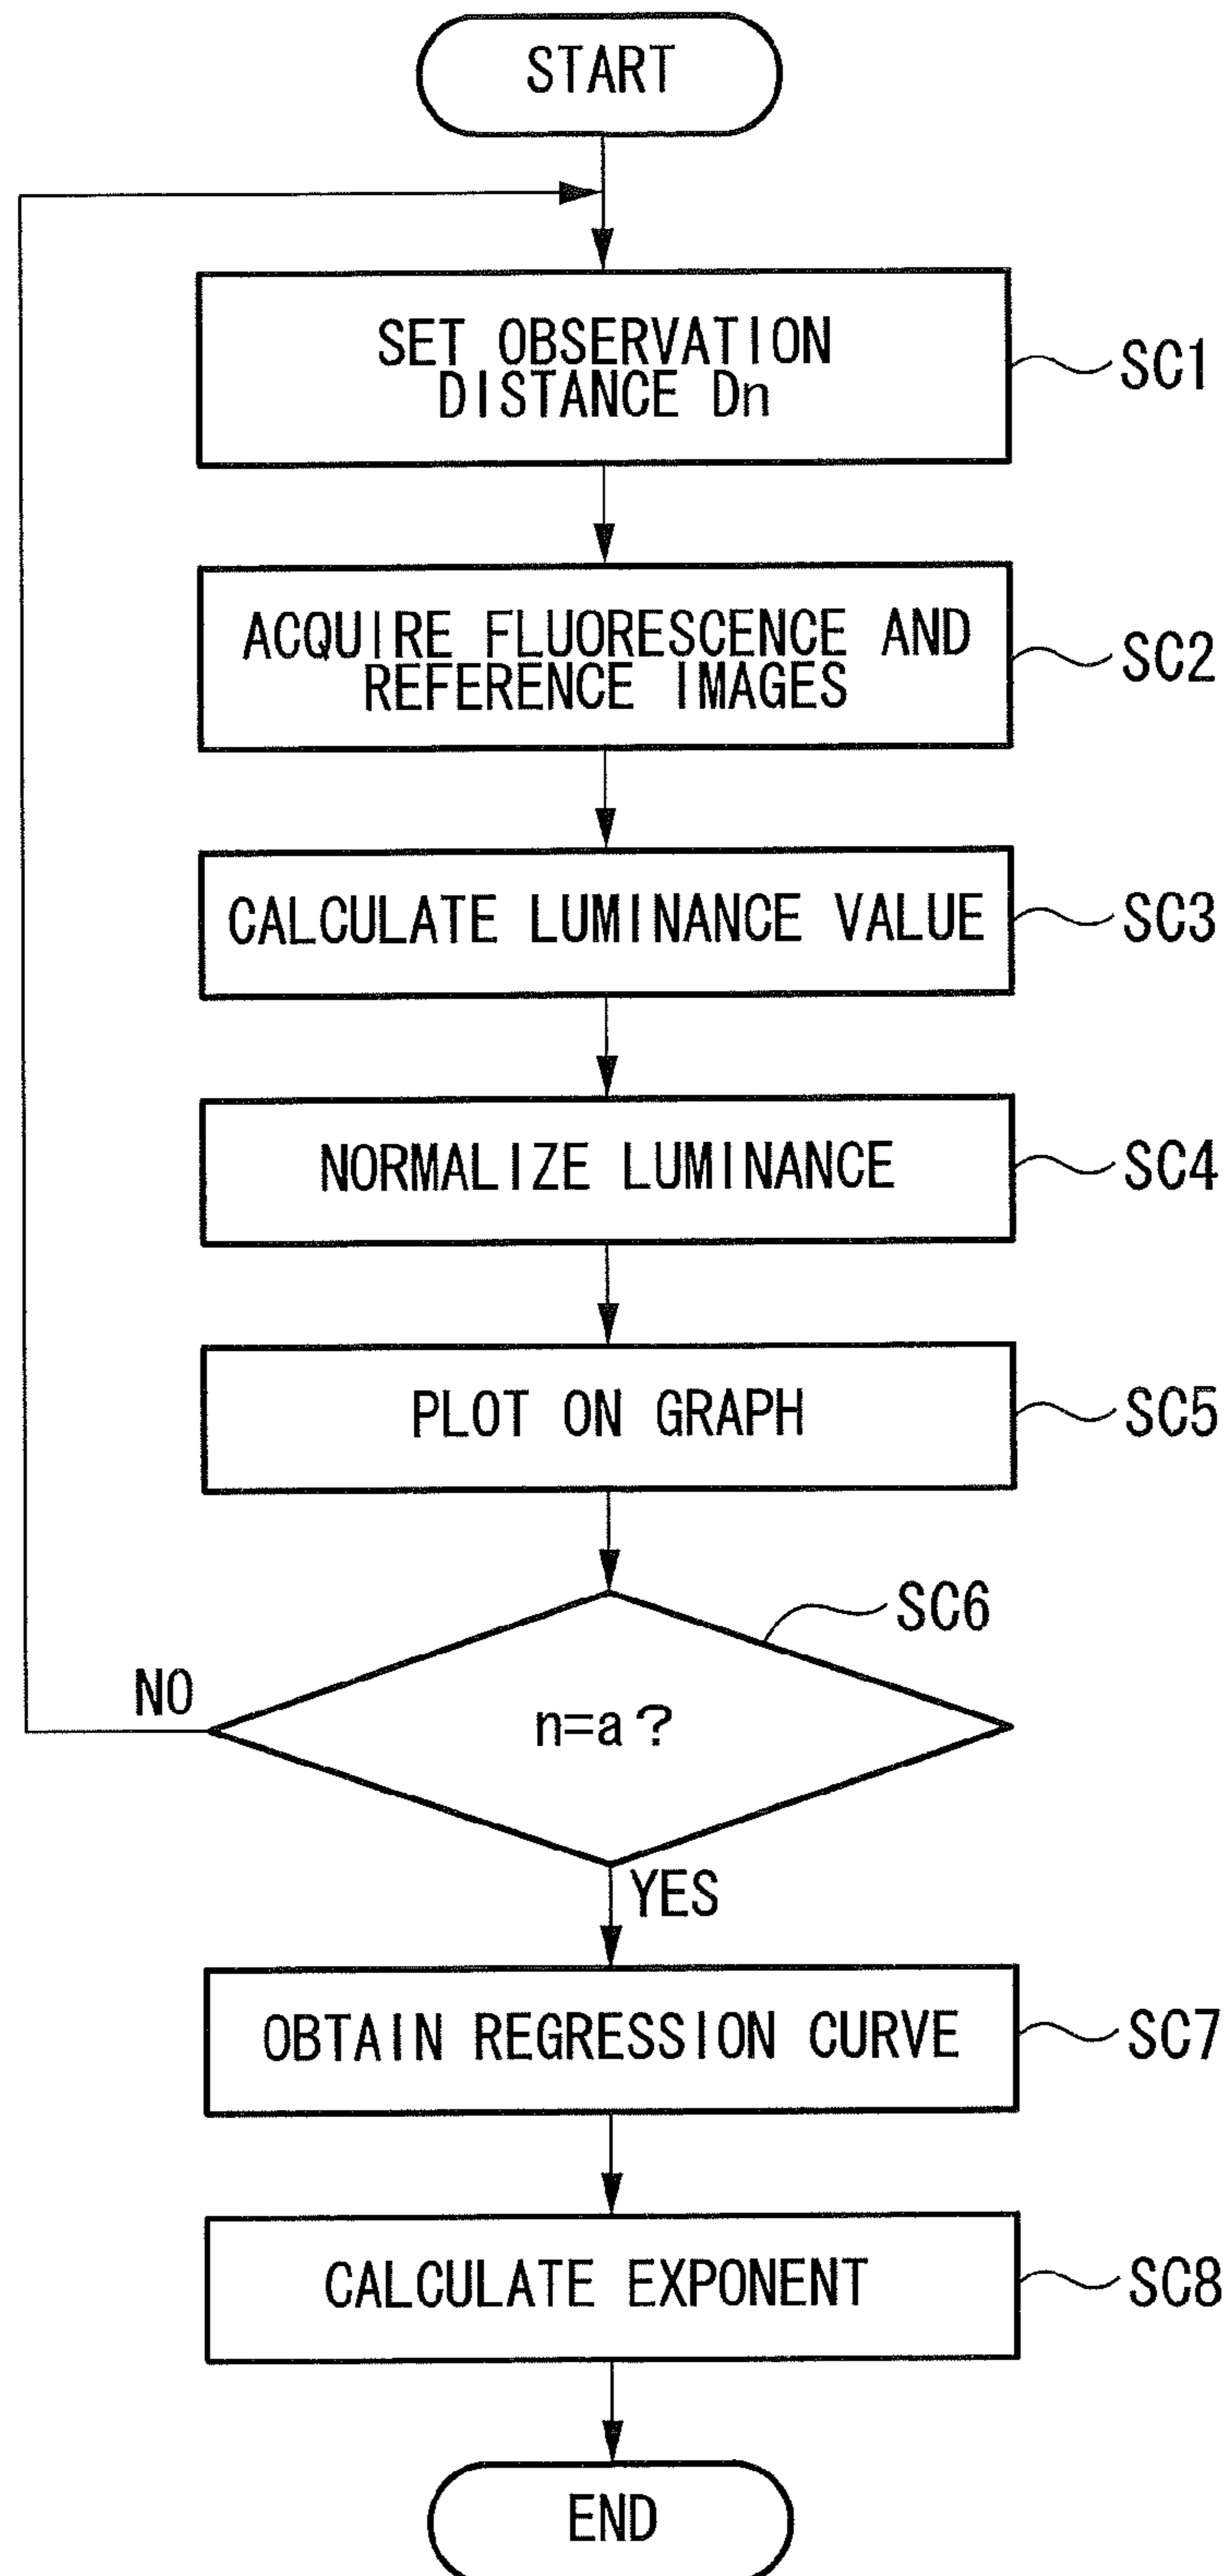 START
SET OBSERVATION
DISTANCE Dn
SC1
ACQUIRE FLUORESCENCE AND
REFERENCE IMAGES
SC2
CALCULATE LUMINANCE VALUE
SC3
NORMALIZE LUMINANCE
SC4
PLOT ON GRAPH
SC5
SC6
n=a?
NO
YES
OBTAIN REGRESSION CURVE
SC7
CALCULATE EXPONENT
SC8
END